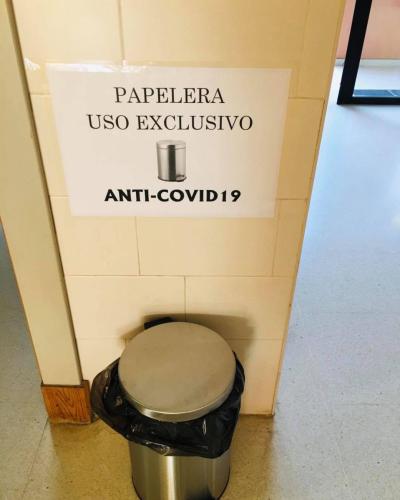 PAPELERA
USO EXCLUSIVO
ANTI-COVID19